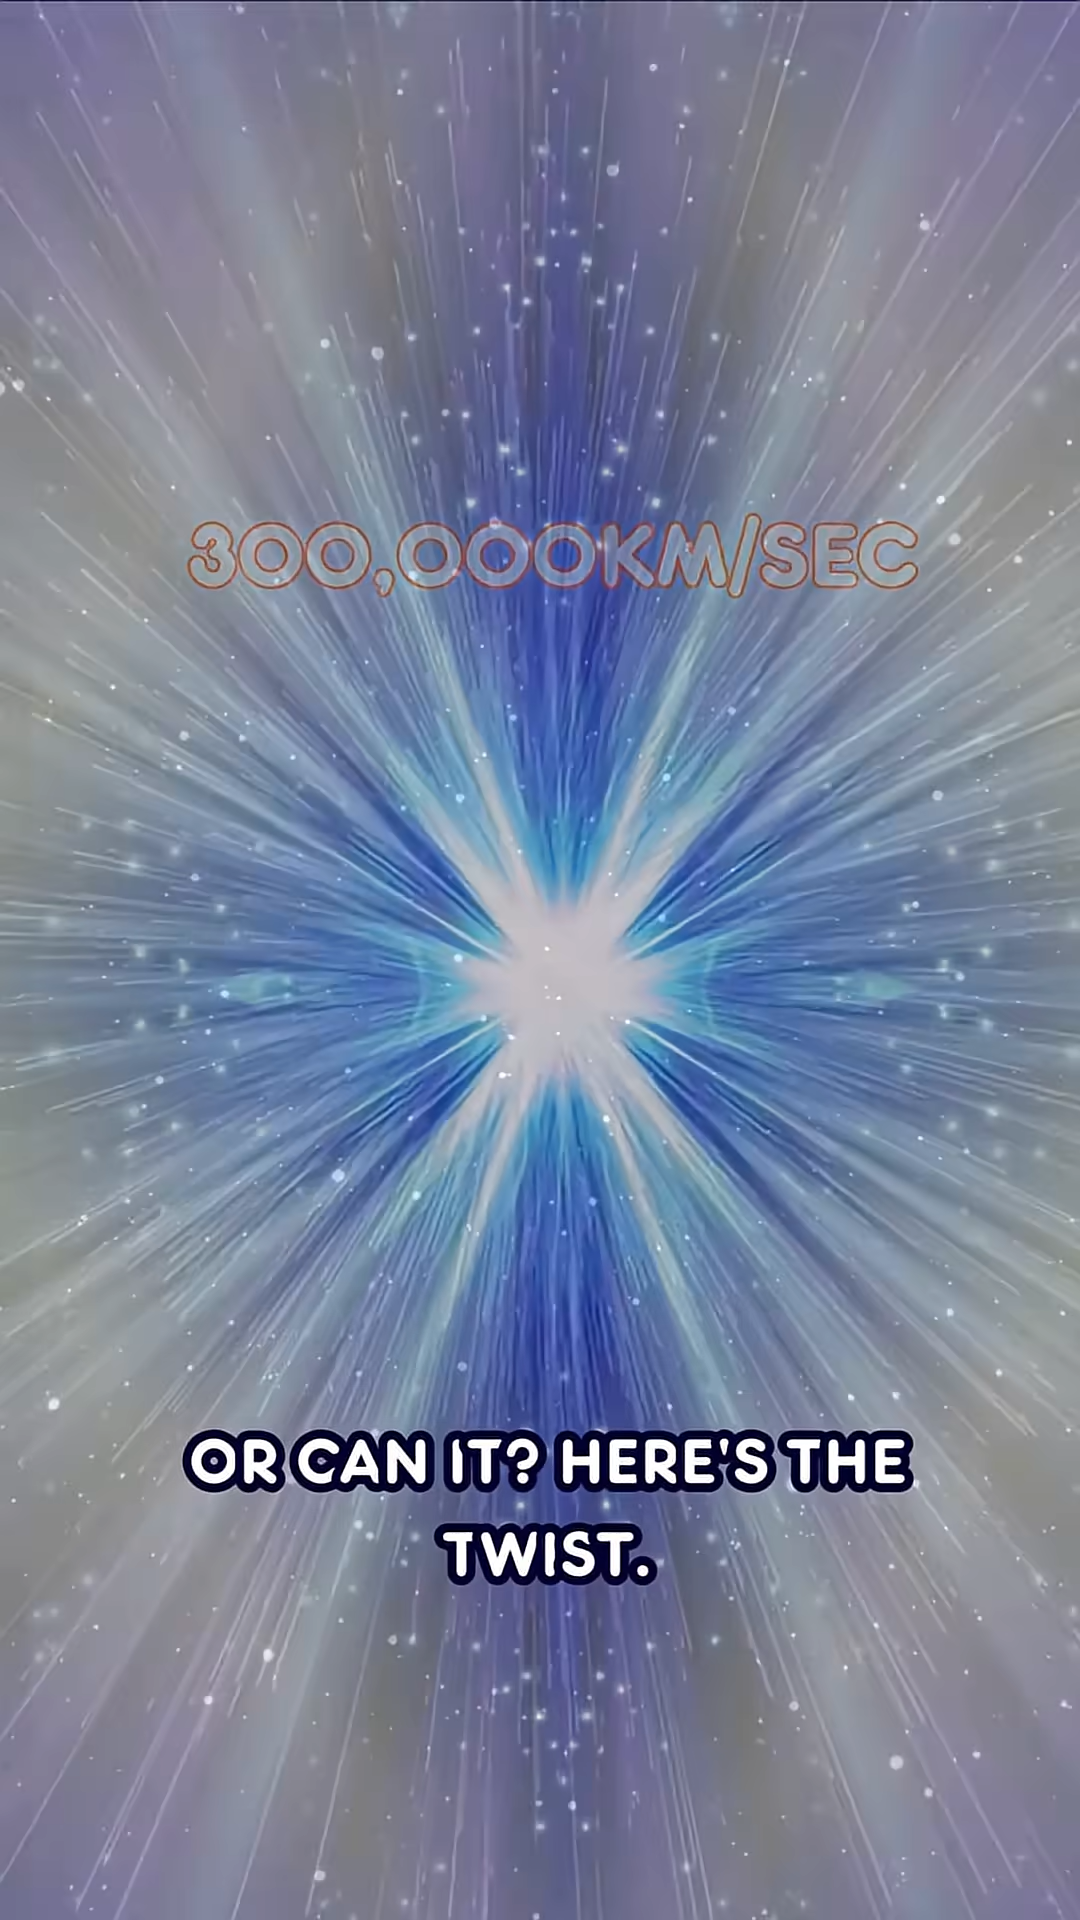 300,000KM/SEC
OR CAN IT? HERE'S THE
TWIST.